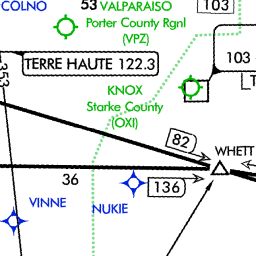 COLNO
53 VALPARAISO
Porter County Rgnl
(VPZ)
103
TERRE HAUTE 122.3
103
353
KNOX
Starke County
(OXI)
82
WHETT
36
136
VINNE
NUKIE